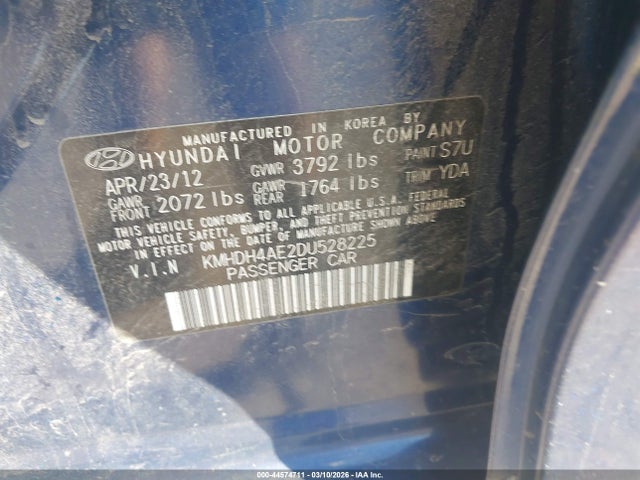 MANUFACTURED IN KOREA BY
HYUNDAI MOTOR COMPANY
APR/23/12 GVWR 3792 lbs PAINT S7U
GAWR FRONT 2072 lbs GAWR REAR 1764 lbs TRIM YDA
THIS VEHICLE CONFORMS TO ALL APPLICABLE U.S.A. FEDERAL
MOTOR VEHICLE SAFETY, BUMPER, AND THEFT PREVENTION STANDARDS
IN EFFECT ON THE DATE OF MANUFACTURE SHOWN ABOVE.
V.I.N KMHDH4AE2DU528225
PASSENGER CAR
000-44574711 - 03/10/2026 - IAA Inc.